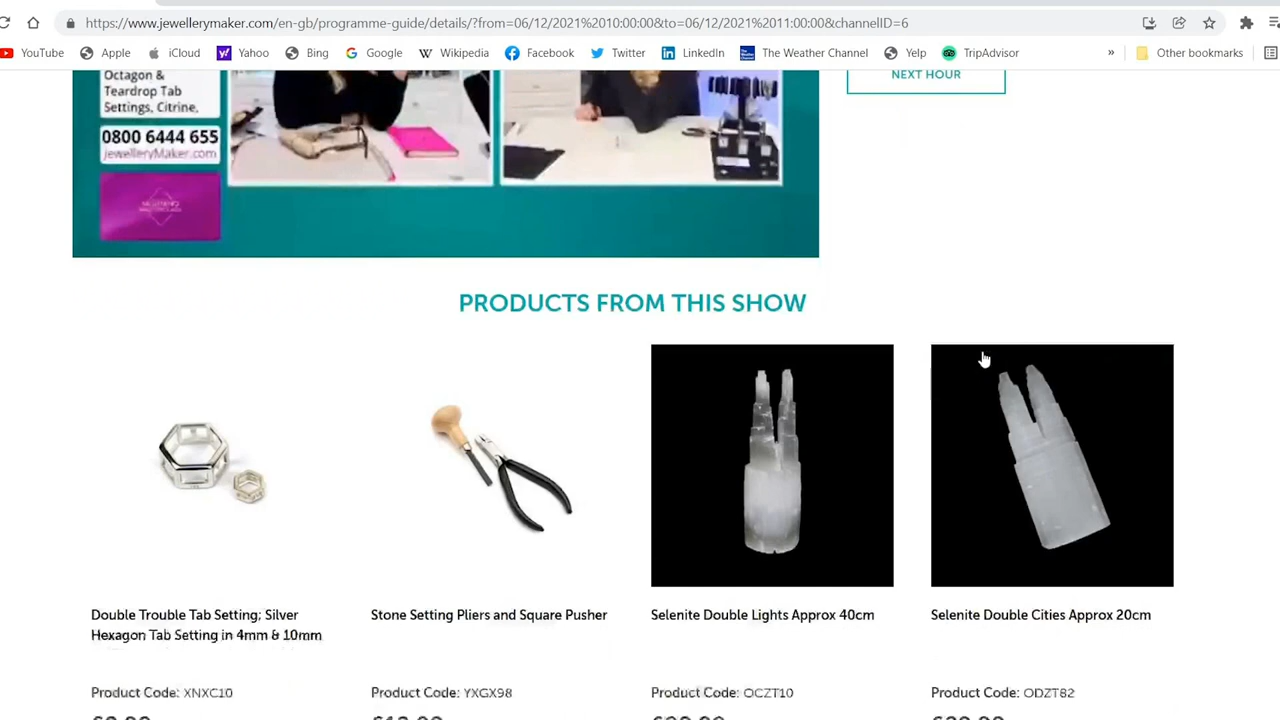 https://www.jewellerymaker.com/en-gb/programme-guide/details/?from=06/12/2021%2010:00:00&to=06/12/2021%2011:00:00&channelID=6
YouTube Apple iCloud Yahoo Bing Google Wikipedia Facebook Twitter LinkedIn The Weather Channel Yelp TripAdvisor » Other bookmarks
Octagon &
Teardrop Tab
Settings, Citrine,
0800 6444 655
jewelleryMaker.com
NEXT HOUR
PRODUCTS FROM THIS SHOW
Double Trouble Tab Setting; Silver
Hexagon Tab Setting in 4mm & 10mm
Stone Setting Pliers and Square Pusher
Selenite Double Lights Approx 40cm
Selenite Double Cities Approx 20cm
Product Code: XNXC10
Product Code: YXGX98
Product Code: OCZT10
Product Code: ODZT82